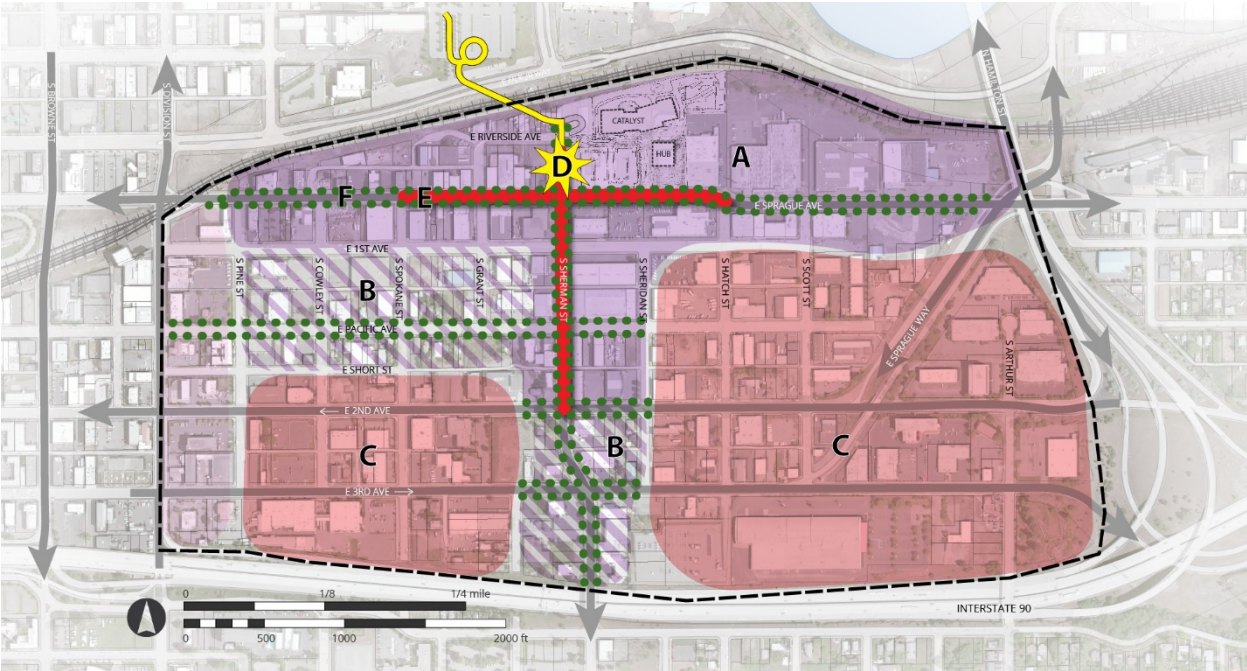 S BROWNE ST
S DIVISION ST
N HAMILTON ST
CATALYST
E RIVERSIDE AVE
HUB
A
D
F
E
E SPRAGUE AVE
E 1ST AVE
S PINE ST
S COWLEY ST
S SPOKANE ST
S GRANT ST
S SHERMAN ST
S SHERIDAN ST
S HATCH ST
S SCOTT ST
B
E PACIFIC AVE
E SPRAGUE WAY
S ARTHUR ST
E SHORT ST
← E 2ND AVE
B
C
C
E 3RD AVE →
0 1/8 1/4 mile
0 500 1000 2000 ft
INTERSTATE 90